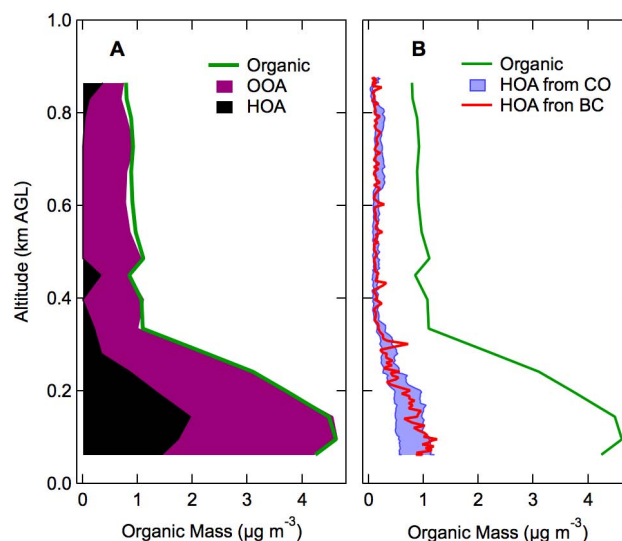 A
Organic
OOA
HOA
1.0
0.8
0.6
0.4
0.2
0.0
Altitude (km AGL)
0
1
2
3
4
Organic Mass (µg m⁻³)
B
Organic
HOA from CO
HOA fron BC
0
1
2
3
4
Organic Mass (µg m⁻³)